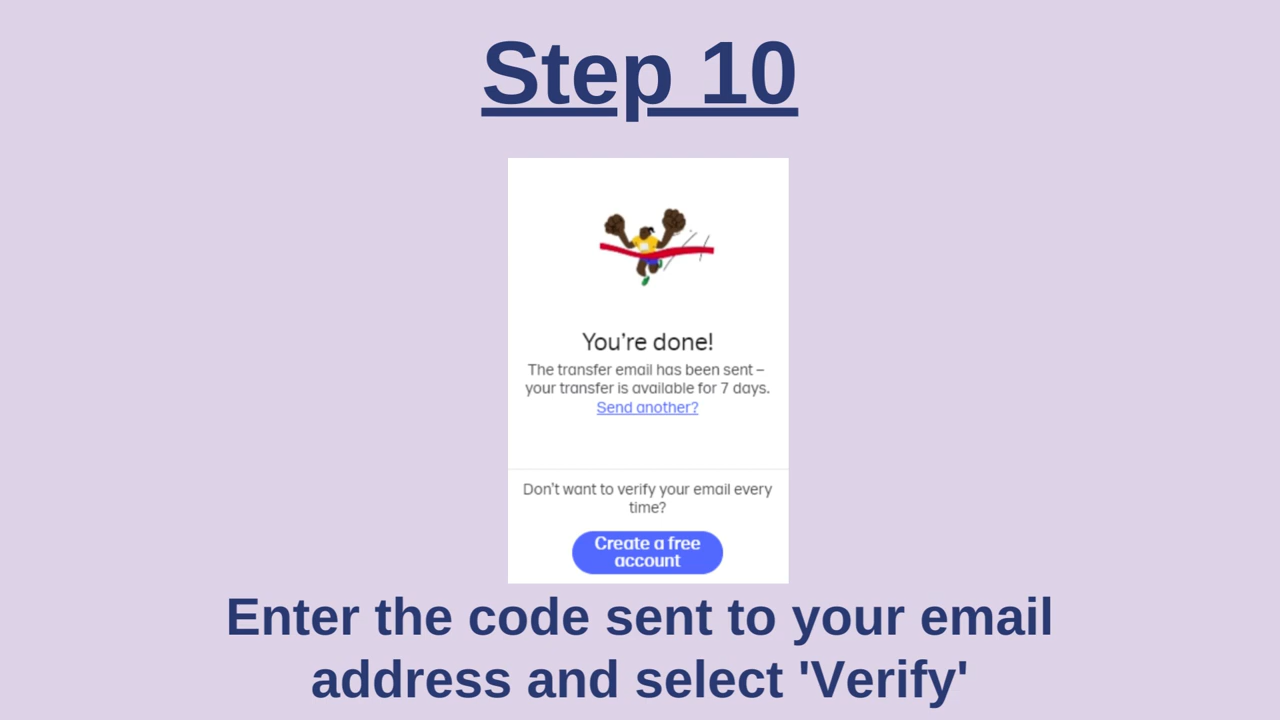 Step 10
You're done!
The transfer email has been sent –
your transfer is available for 7 days.
Send another?
Don't want to verify your email every
time?
Create a free
account
Enter the code sent to your email
address and select 'Verify'